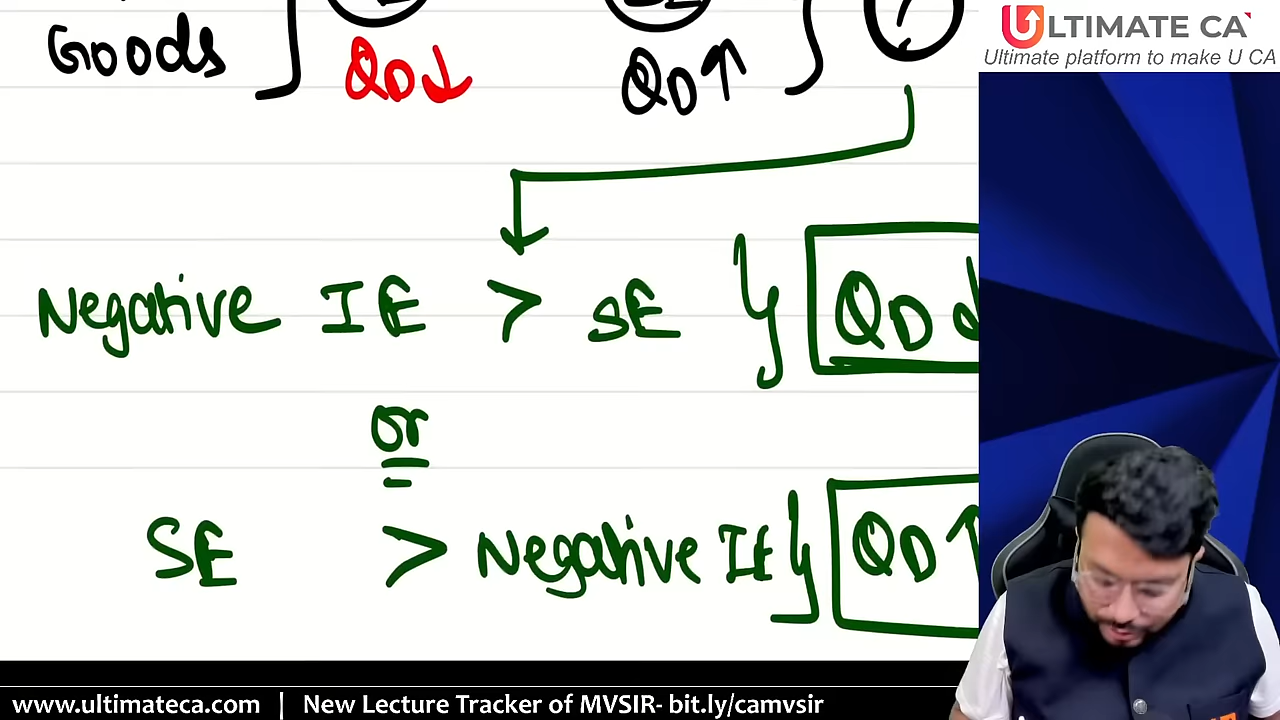 ULTIMATE CA
Ultimate platform to make U CA
Goods
QD↓
QD↑
Negative IE > SE } QD↓
or
SE > Negative IE } QD↑
www.ultimateca.com | New Lecture Tracker of MVSIR- bit.ly/camvsir